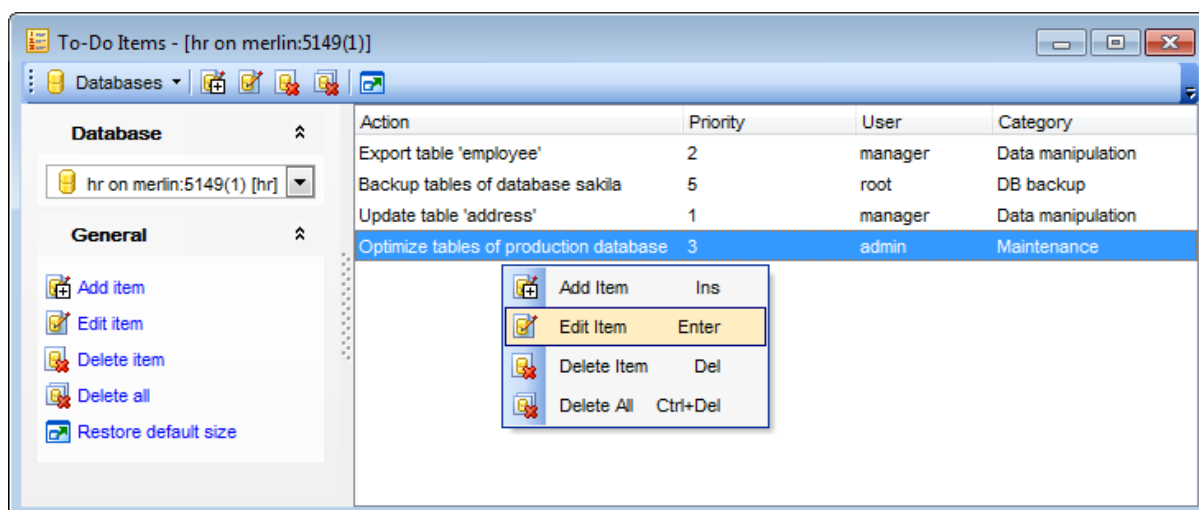 To-Do Items - [hr on merlin:5149(1)]
Databases
Database
hr on merlin:5149(1) [hr]
General
Add item
Edit item
Delete item
Delete all
Restore default size
Action Priority User Category
Export table 'employee' 2 manager Data manipulation
Backup tables of database sakila 5 root DB backup
Update table 'address' 1 manager Data manipulation
Optimize tables of production database 3 admin Maintenance
Add Item Ins
Edit Item Enter
Delete Item Del
Delete All Ctrl+Del